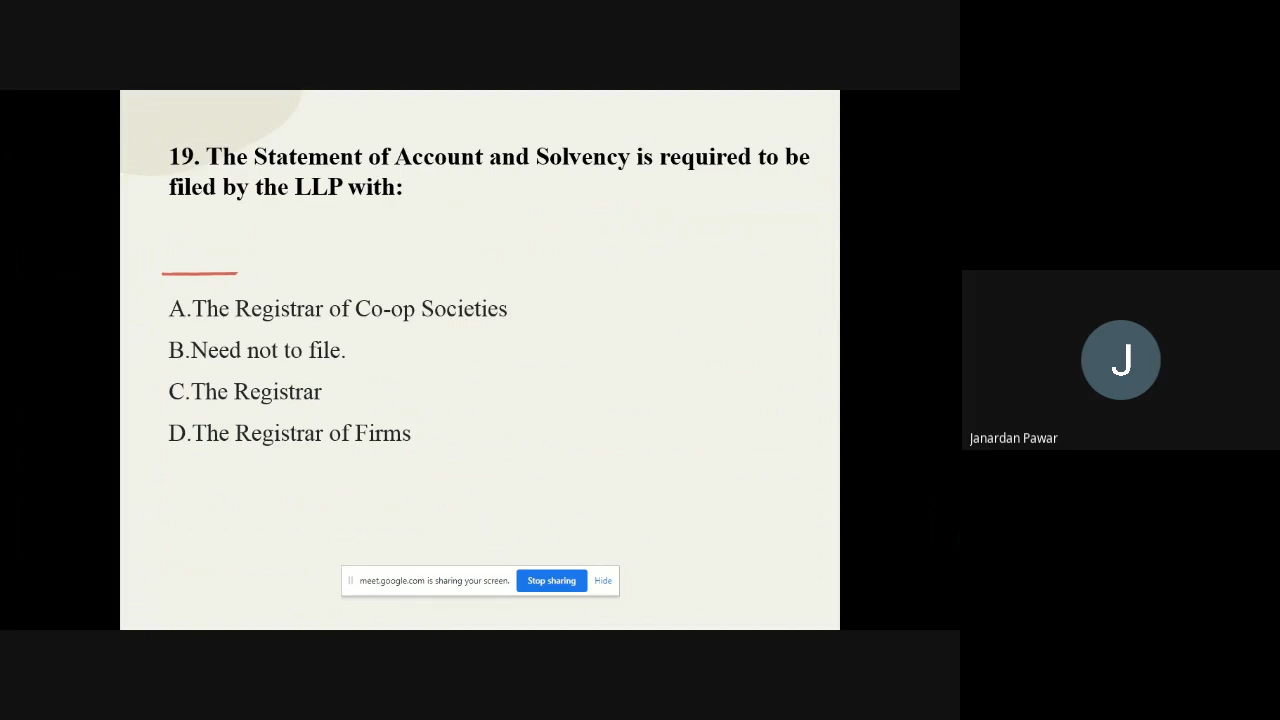 19. The Statement of Account and Solvency is required to be
filed by the LLP with:
A.The Registrar of Co-op Societies
B.Need not to file.
C.The Registrar
D.The Registrar of Firms
meet.google.com is sharing your screen. Stop sharing Hide
J
Janardan Pawar